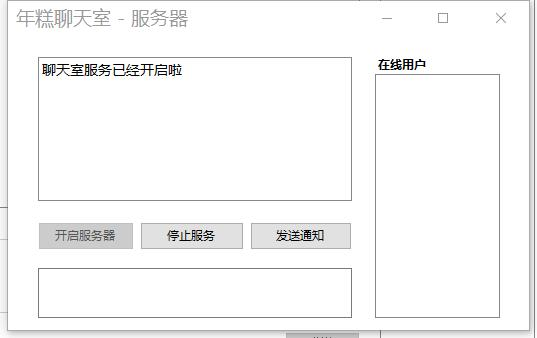 年糕聊天室 - 服务器
聊天室服务已经开启啦
在线用户
开启服务器
停止服务
发送通知